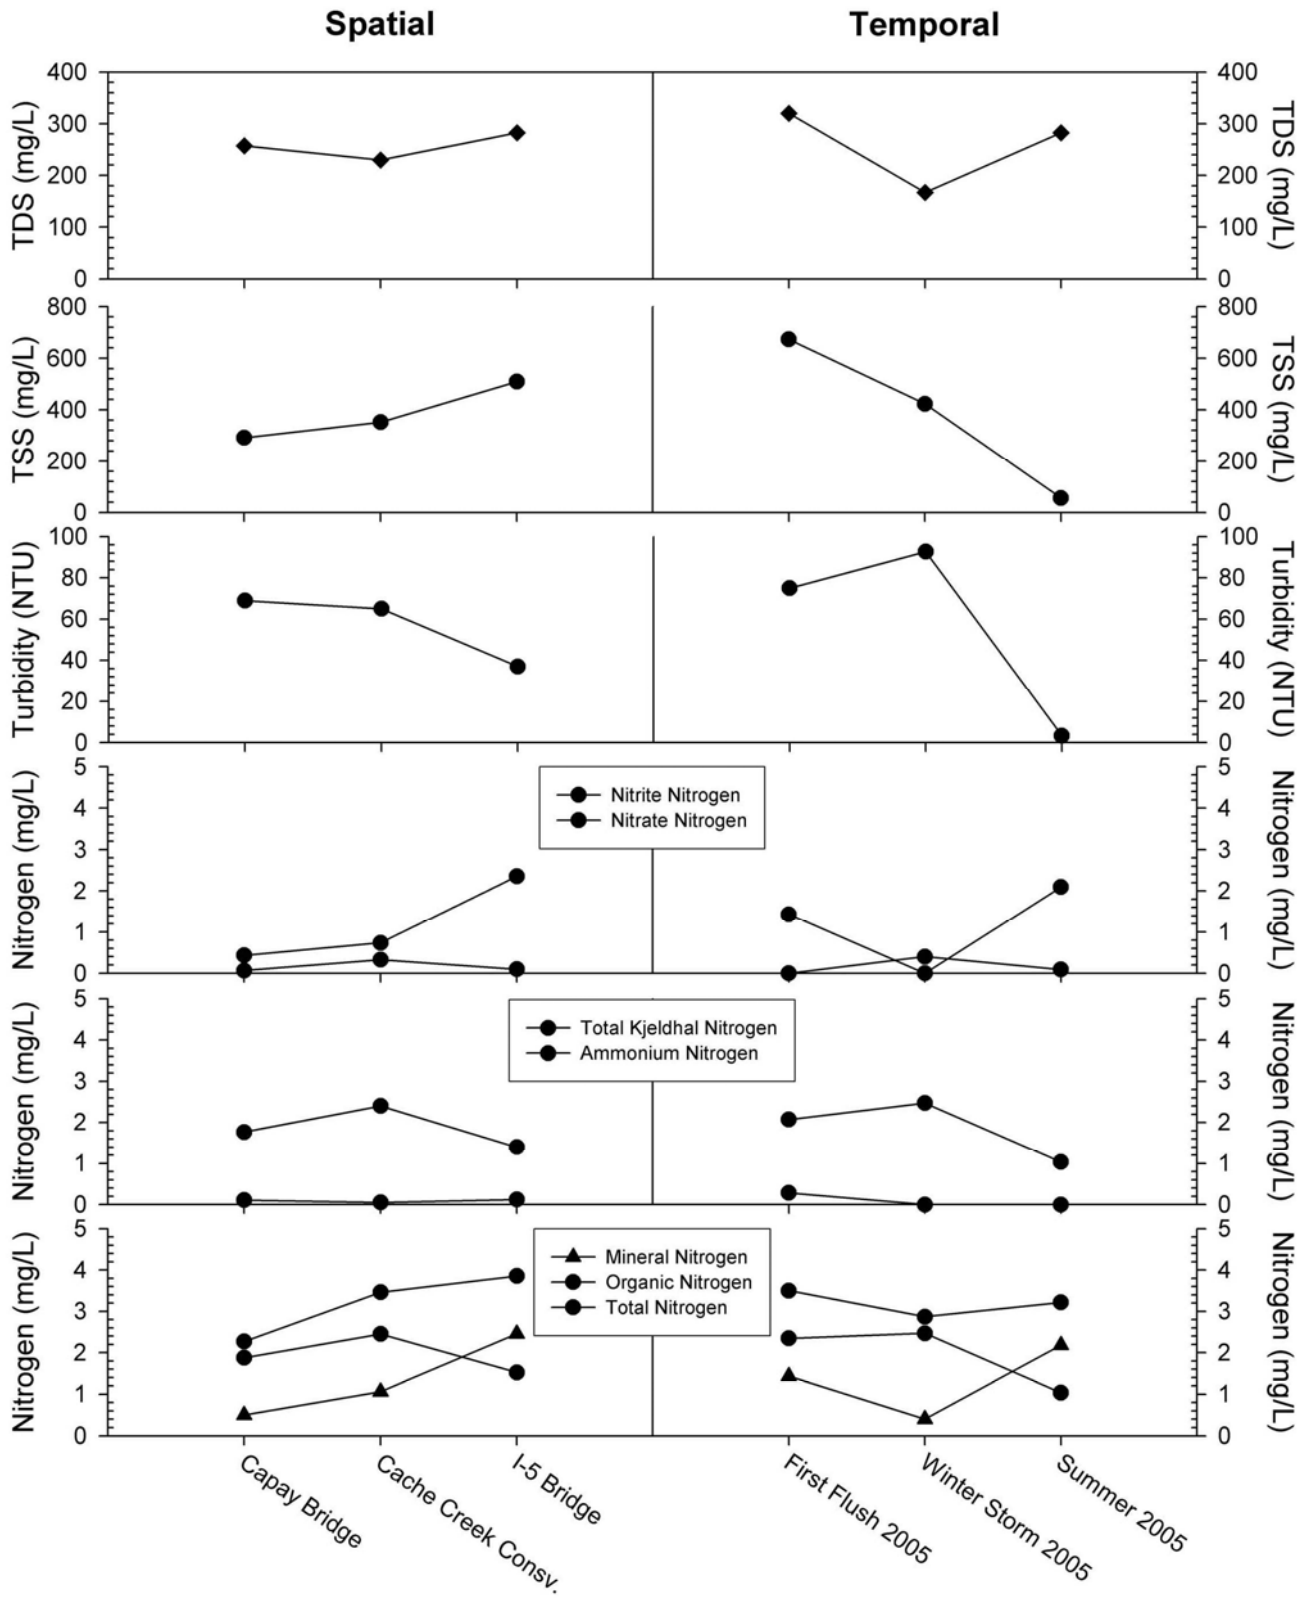 Spatial Temporal
TDS (mg/L)
400
300
200
100
0
400
300
200
100
0
TDS (mg/L)
TSS (mg/L)
800
600
400
200
0
800
600
400
200
0
TSS (mg/L)
Turbidity (NTU)
100
80
60
40
20
0
100
80
60
40
20
0
Turbidity (NTU)
Nitrogen (mg/L)
5
4
3
2
1
0
Nitrite Nitrogen
Nitrate Nitrogen
5
4
3
2
1
0
Nitrogen (mg/L)
Nitrogen (mg/L)
5
4
3
2
1
0
Total Kjeldhal Nitrogen
Ammonium Nitrogen
5
4
3
2
1
0
Nitrogen (mg/L)
Nitrogen (mg/L)
5
4
3
2
1
0
Mineral Nitrogen
Organic Nitrogen
Total Nitrogen
5
4
3
2
1
0
Nitrogen (mg/L)
Capay Bridge
Cache Creek Consv.
I-5 Bridge
First Flush 2005
Winter Storm 2005
Summer 2005